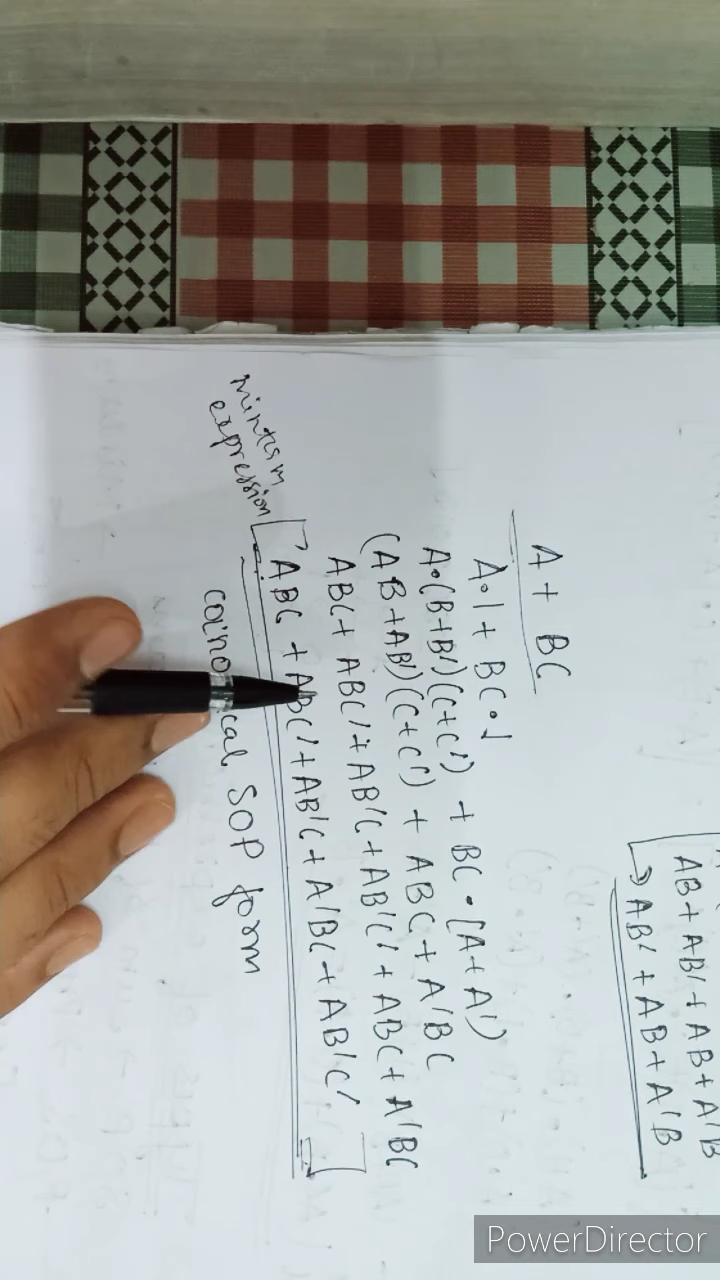 AB + AB' + AB + A'B
→ AB' + AB + A'B
A + BC
A•1 + BC•1
A•(B+B')(C+C') + BC•[A+A')
(AB+AB')(C+C') + ABC + A'BC
ABC + ABC' + AB'C + AB'C' + ABC + A'BC
[ABC + ABC' + AB'C + A'BC + AB'C']
minterm
expression
SOP form
PowerDirector